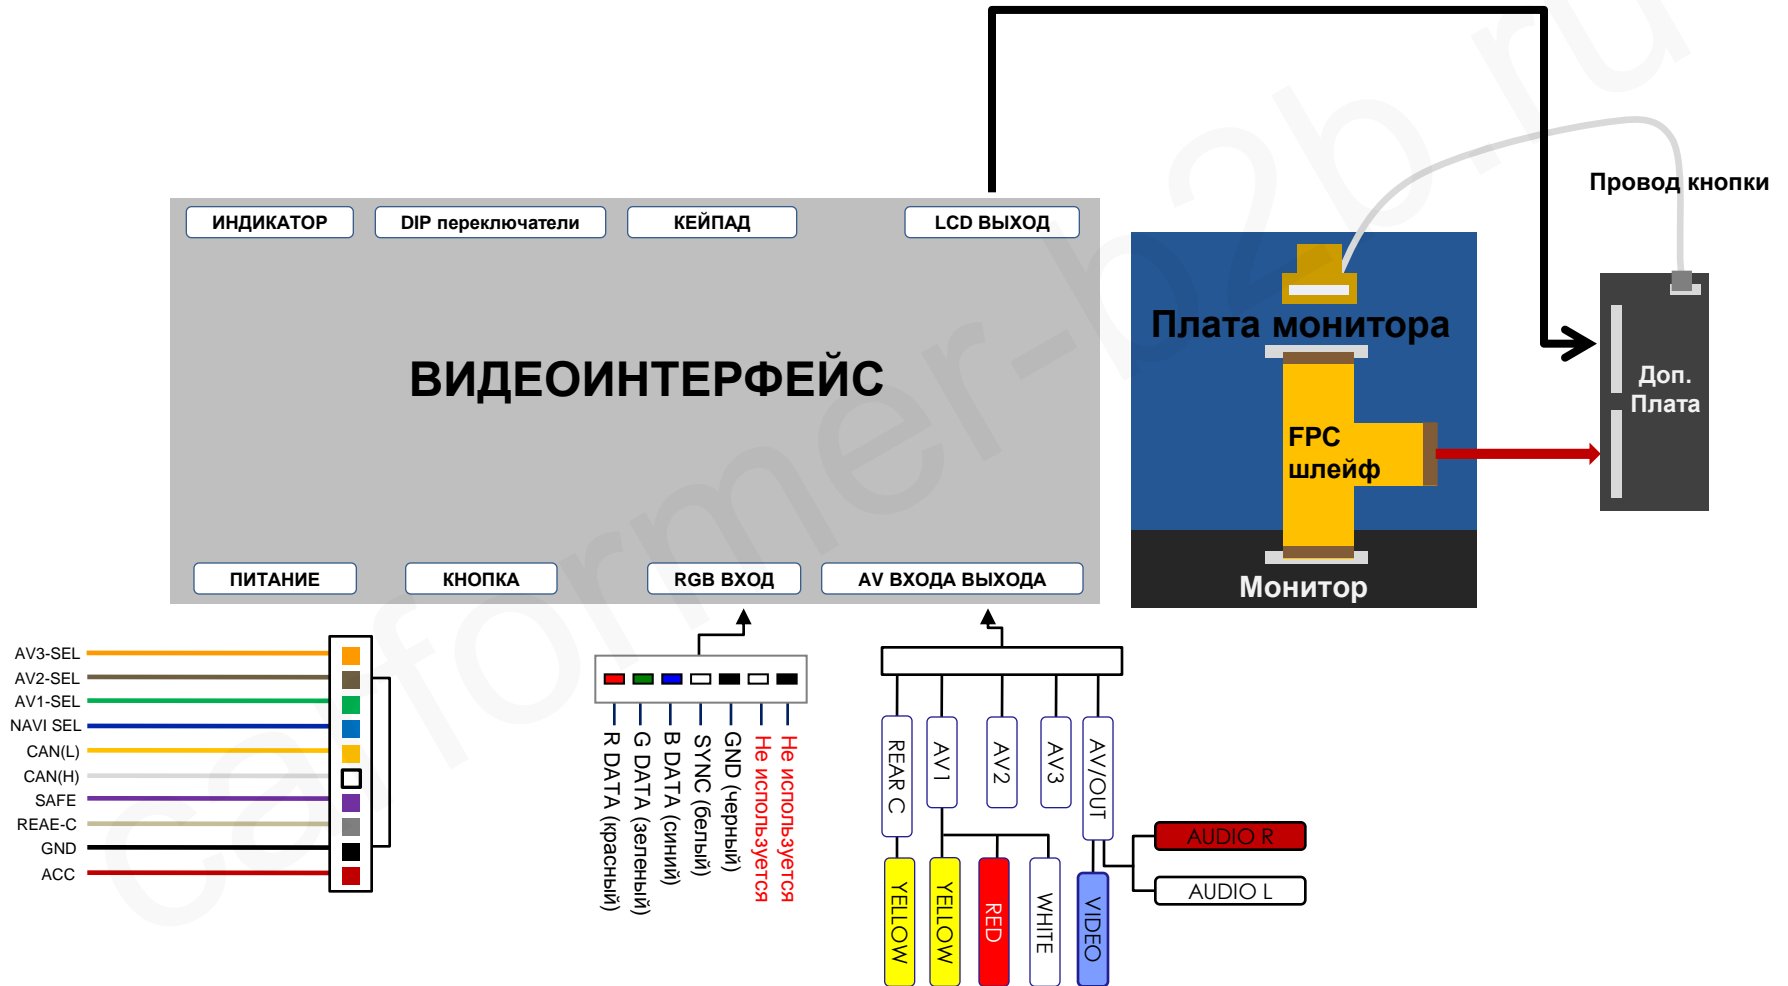 Провод кнопки
ИНДИКАТОР
DIP переключатели
КЕЙПАД
LCD ВЫХОД
ВИДЕОИНТЕРФЕЙС
Плата монитора
FPC
шлейф
Монитор
Доп.
Плата
ПИТАНИЕ
КНОПКА
RGB ВХОД
AV ВХОДА ВЫХОДА
AV3-SEL
AV2-SEL
AV1-SEL
NAVI SEL
CAN(L)
CAN(H)
SAFE
REAE-C
GND
ACC
R DATA (красный)
G DATA (зеленый)
B DATA (синий)
SYNC (белый)
GND (черный)
Не используется
Не используется
REAR C
AV1
AV2
AV3
AV/OUT
YELLOW
YELLOW
RED
WHITE
VIDEO
AUDIO R
AUDIO L
carformer-b2b.ru